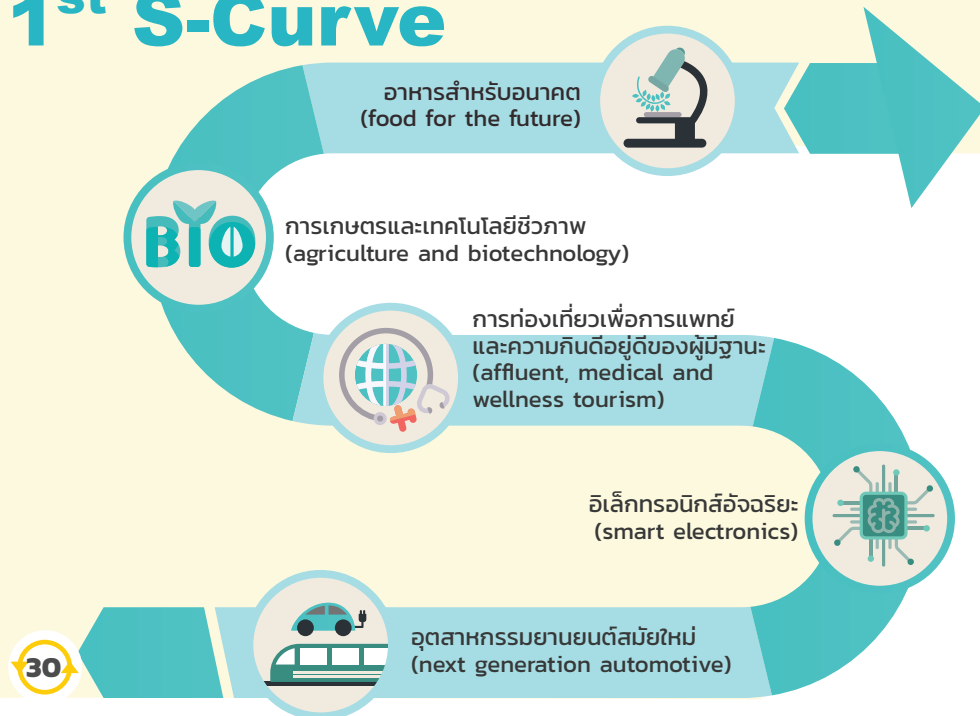 1st S-Curve
อาหารสำหรับอนาคต
(food for the future)
BIO
การเกษตรและเทคโนโลยีชีวภาพ
(agriculture and biotechnology)
การท่องเที่ยวเพื่อการแพทย์
และความกินดีอยู่ดีของผู้มีฐานะ
(affluent, medical and
wellness tourism)
อิเล็กทรอนิกส์อัจฉริยะ
(smart electronics)
อุตสาหกรรมยานยนต์สมัยใหม่
(next generation automotive)
30